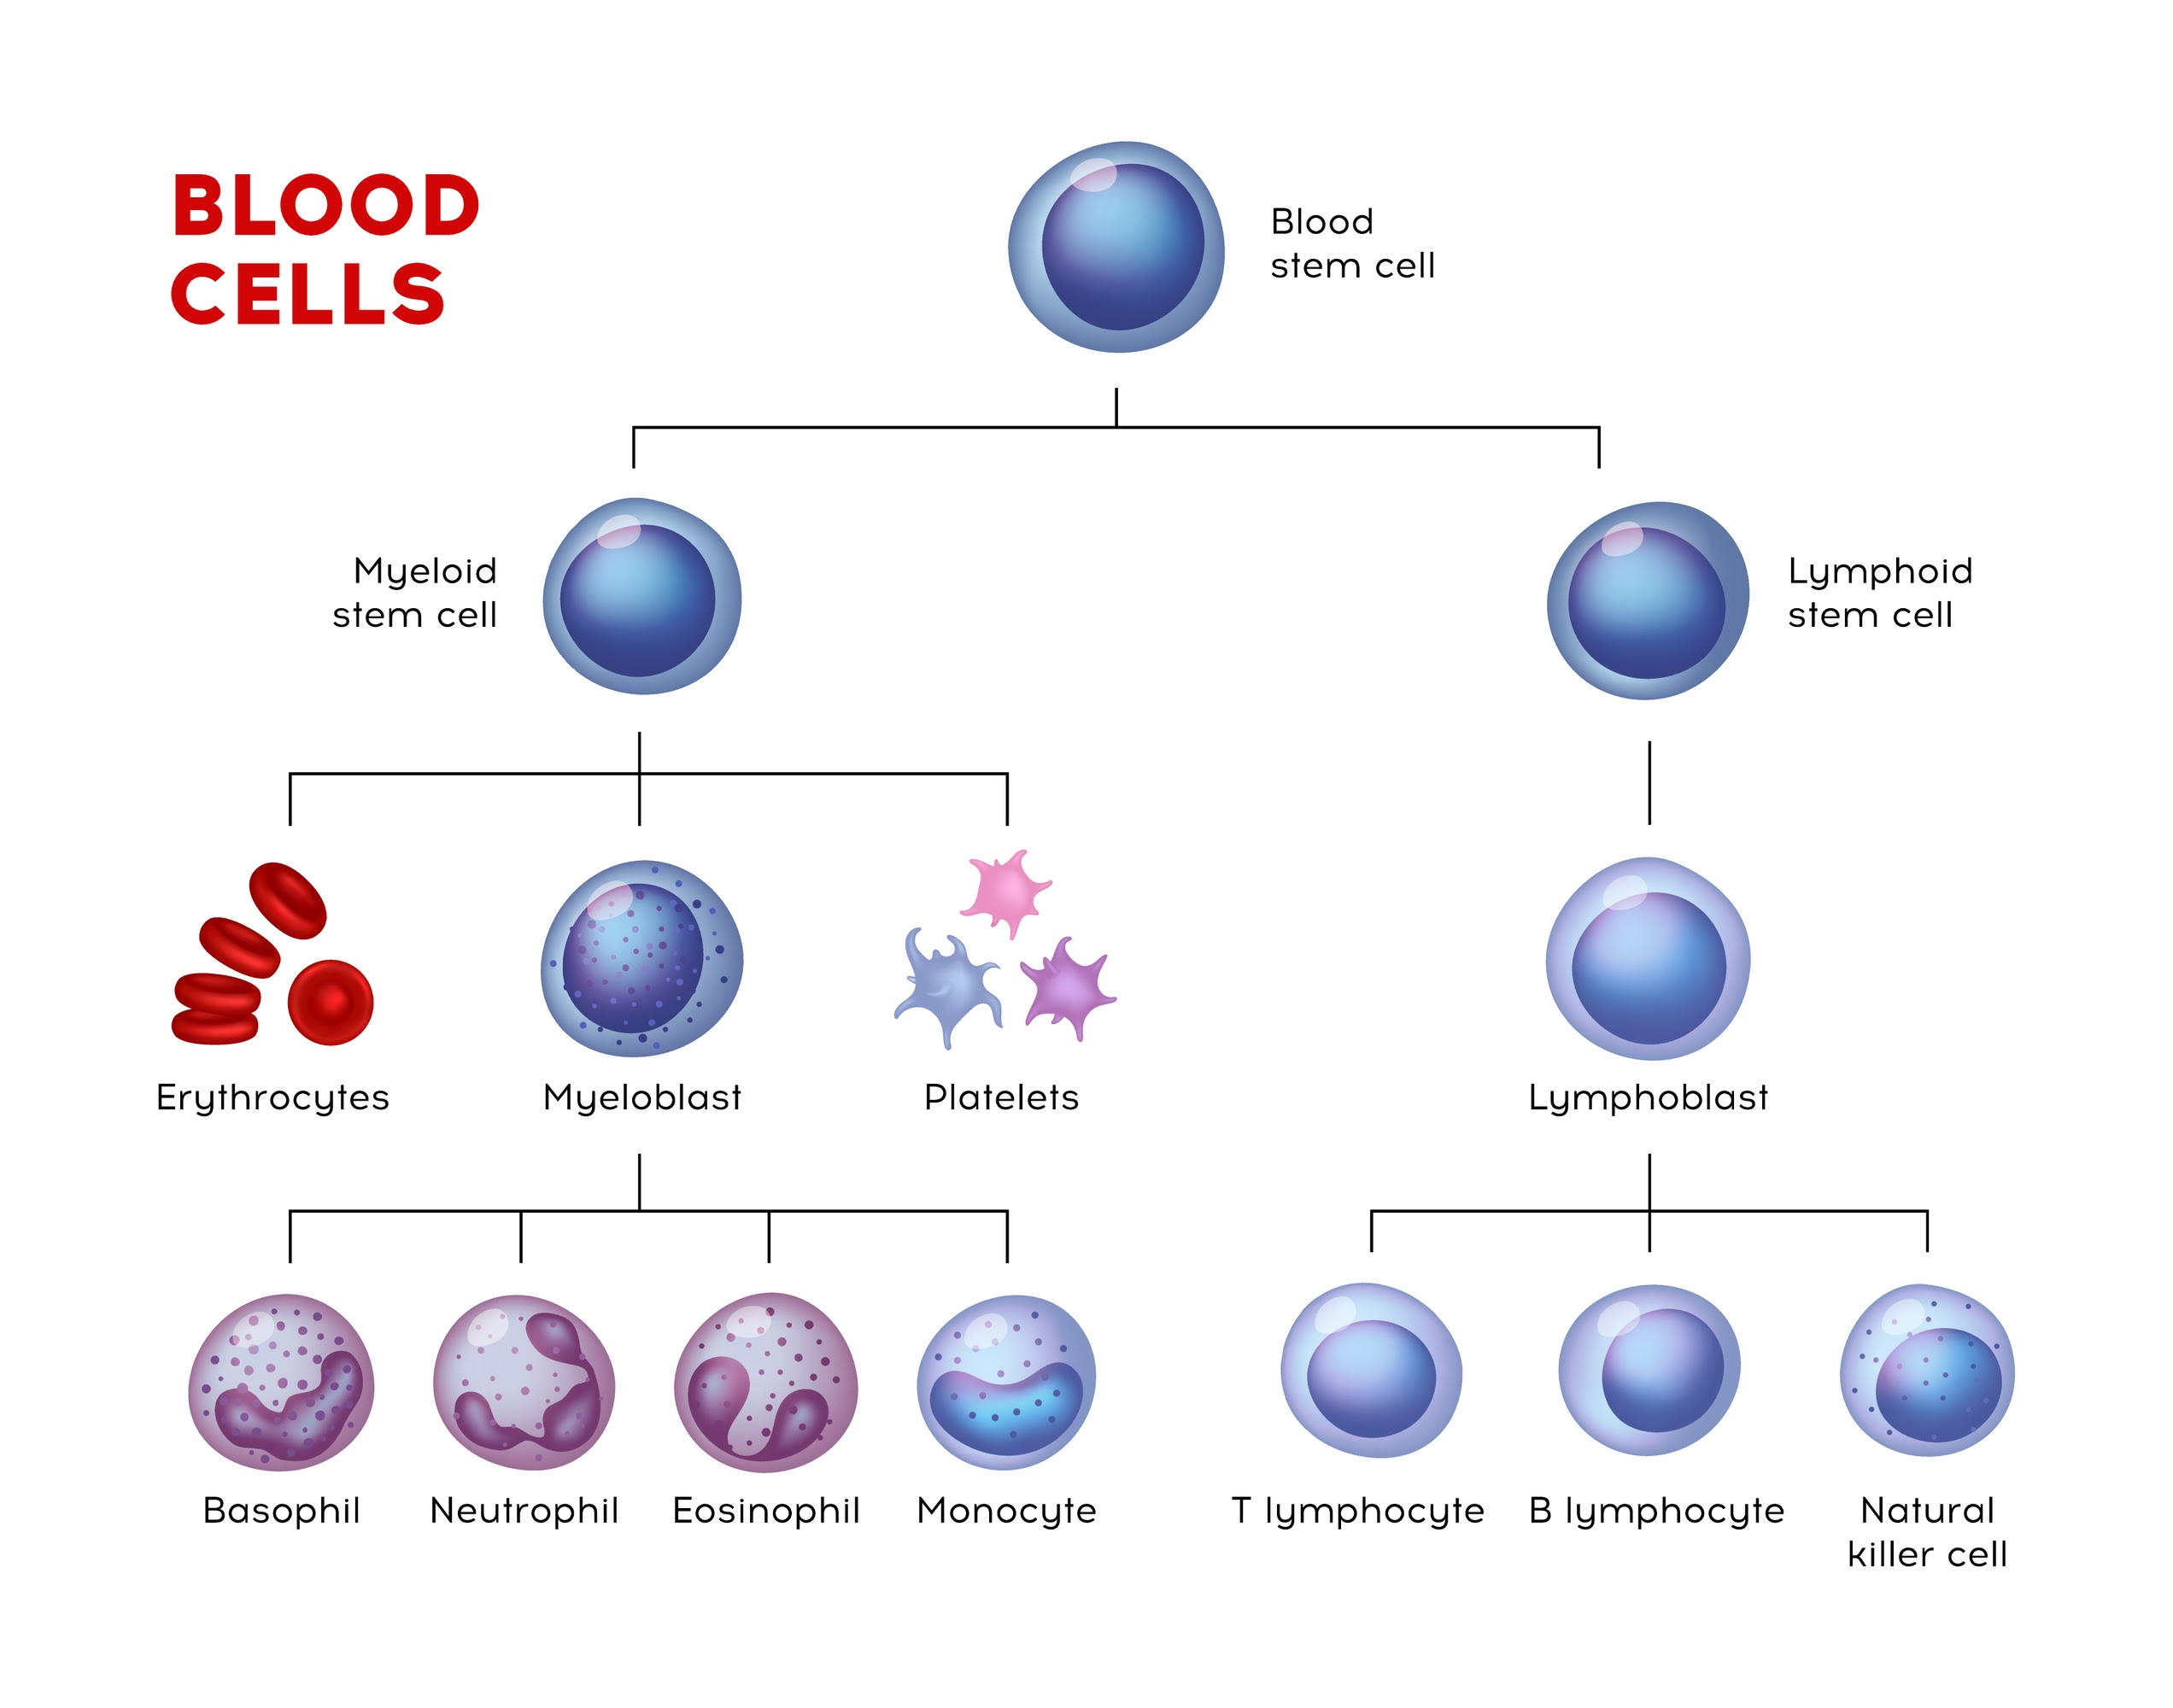 BLOOD
CELLS
Blood
stem cell
Myeloid
stem cell
Lymphoid
stem cell
Erythrocytes
Myeloblast
Platelets
Lymphoblast
Basophil
Neutrophil
Eosinophil
Monocyte
T lymphocyte
B lymphocyte
Natural
killer cell